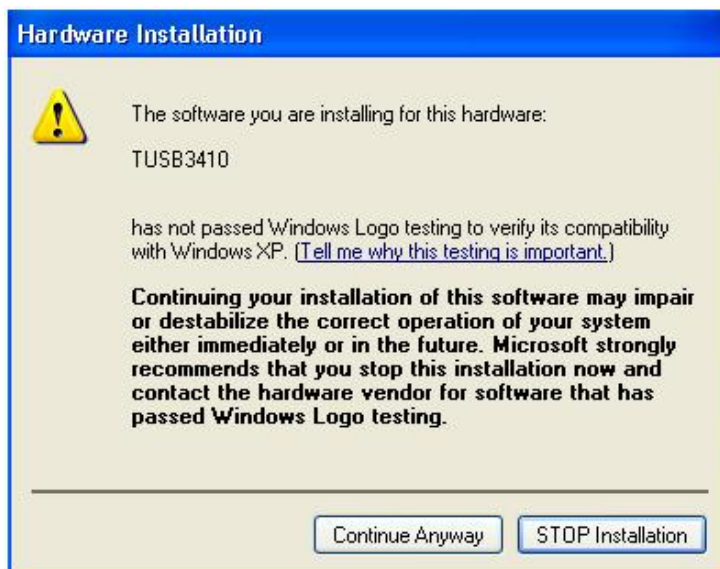 Hardware Installation
The software you are installing for this hardware:
TUSB3410
has not passed Windows Logo testing to verify its compatibility
with Windows XP. (Tell me why this testing is important.)
Continuing your installation of this software may impair
or destabilize the correct operation of your system
either immediately or in the future. Microsoft strongly
recommends that you stop this installation now and
contact the hardware vendor for software that has
passed Windows Logo testing.
Continue Anyway
STOP Installation